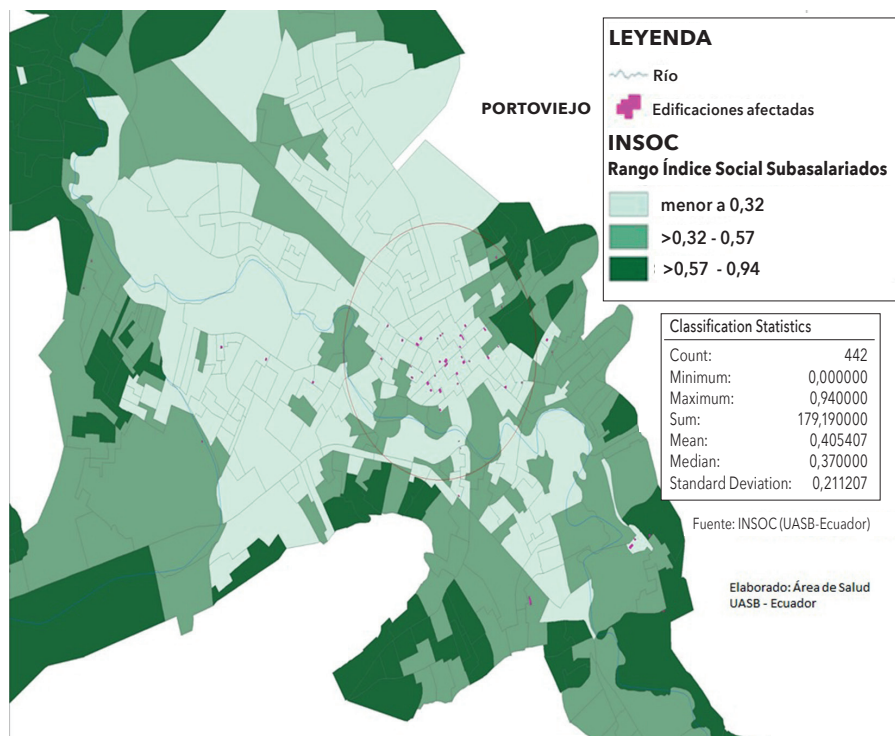 PORTOVIEJO
LEYENDA
Río
Edificaciones afectadas
INSOC
Rango Índice Social Subasalariados
menor a 0,32
>0,32 - 0,57
>0,57 - 0,94
Classification Statistics
Count: 442
Minimum: 0,000000
Maximum: 0,940000
Sum: 179,190000
Mean: 0,405407
Median: 0,370000
Standard Deviation: 0,211207
Fuente: INSOC (UASB-Ecuador)
Elaborado: Área de Salud
UASB - Ecuador